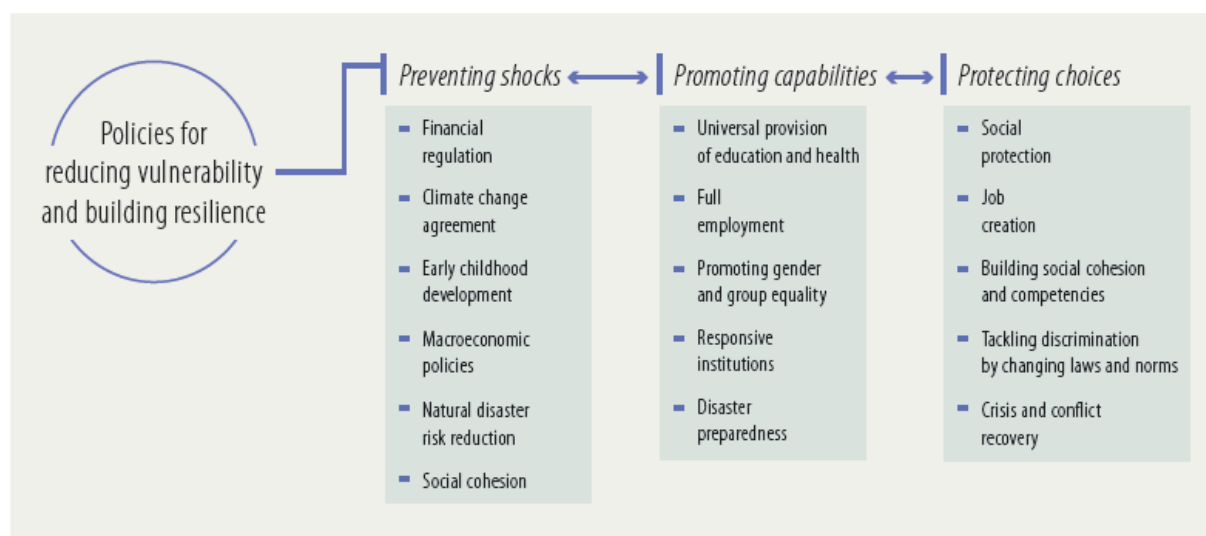 Policies for
reducing vulnerability
and building resilience
Preventing shocks
Financial
regulation
Climate change
agreement
Early childhood
development
Macroeconomic
policies
Natural disaster
risk reduction
Social cohesion
Promoting capabilities
Universal provision
of education and health
Full
employment
Promoting gender
and group equality
Responsive
institutions
Disaster
preparedness
Protecting choices
Social
protection
Job
creation
Building social cohesion
and competencies
Tackling discrimination
by changing laws and norms
Crisis and conflict
recovery